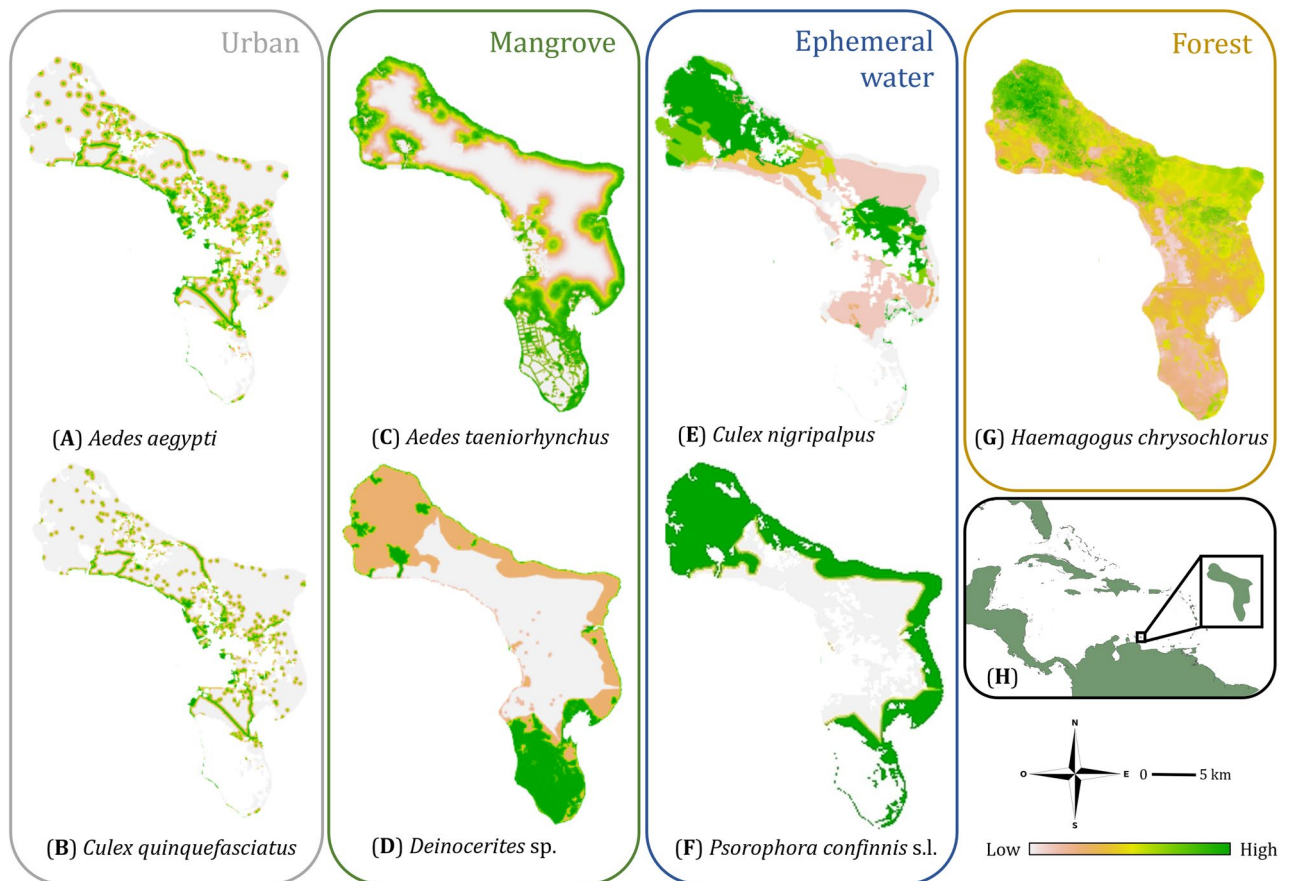 Urban
Mangrove
Ephemeral
water
Forest
(A) Aedes aegypti
(C) Aedes taeniorhynchus
(E) Culex nigripalpus
(G) Haemagogus chrysochlorus
(B) Culex quinquefasciatus
(D) Deinocerites sp.
(F) Psorophora confinnis s.l.
(H)
N
O
E
S
0
5 km
Low
High